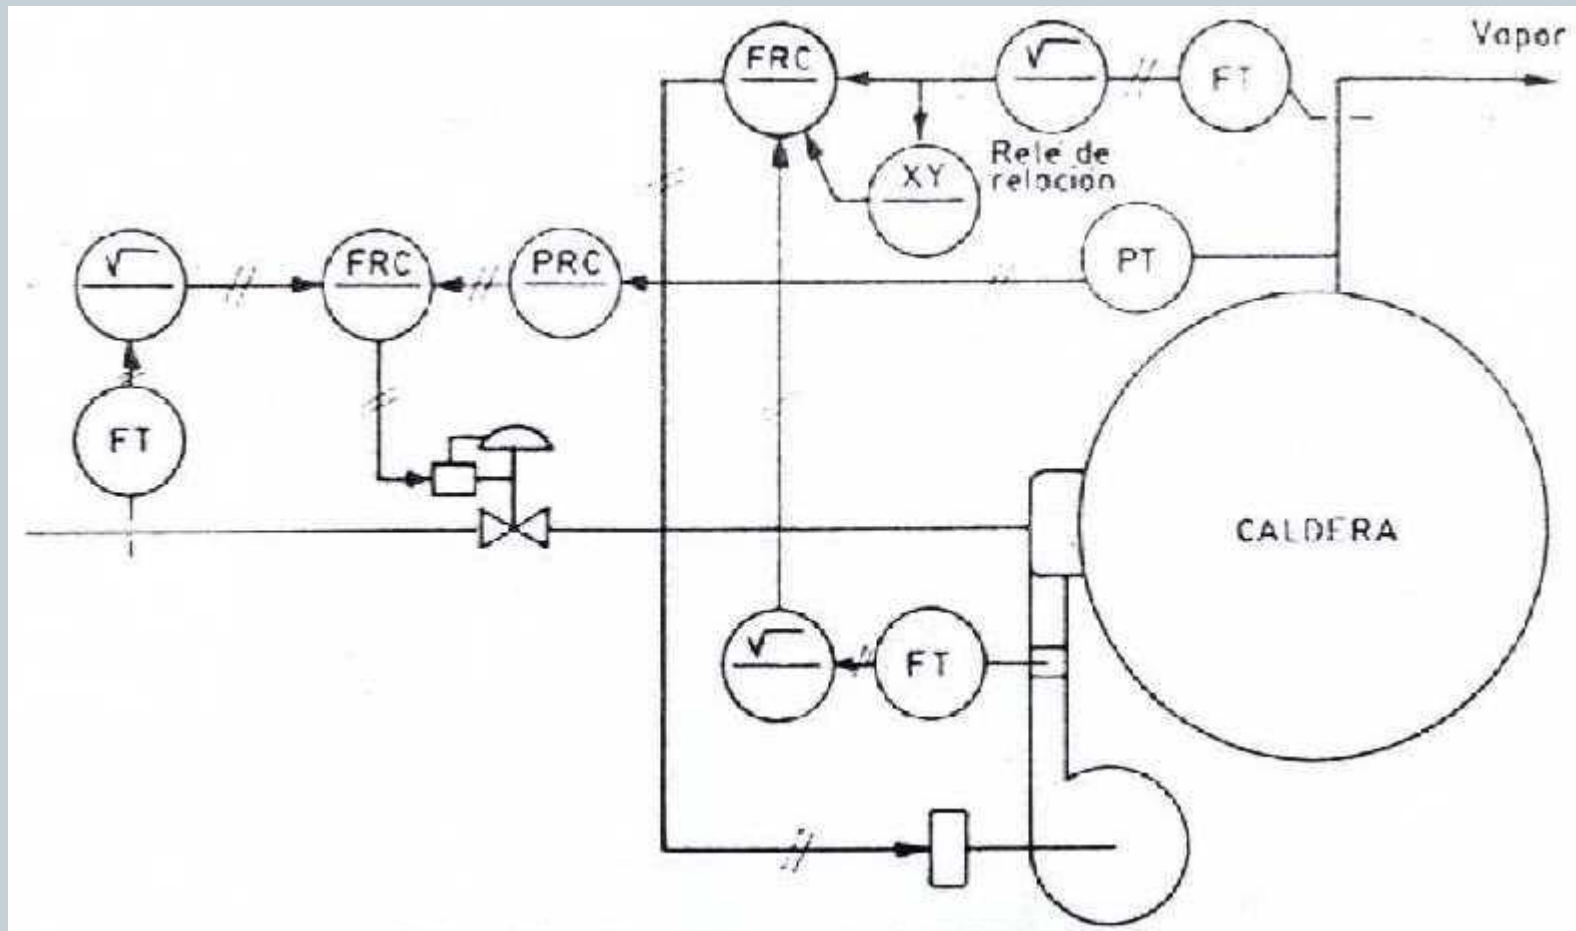 Vapor
FRC
√
FT
XY
Rele de
relacion
√
FRC
PRC
PT
FT
CALDERA
√
FT